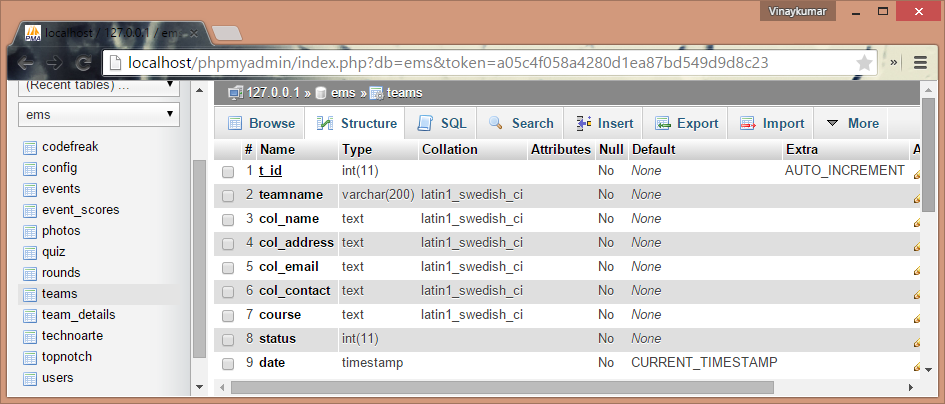 Vinaykumar
localhost / 127.0.0.1 / em
localhost/phpmyadmin/index.php?db=ems&token=a05c4f058a4280d1ea87bd549d9d8c23 »
(Recent tables) ...
ems
codefreak
config
events
event_scores
photos
quiz
rounds
teams
team_details
technoarte
topnotch
users
127.0.0.1 » ems » teams
Browse Structure SQL Search Insert Export Import More
# Name Type Collation Attributes Null Default Extra A
1 t_id int(11) No None AUTO_INCREMENT
2 teamname varchar(200) latin1_swedish_ci No None
3 col_name text latin1_swedish_ci No None
4 col_address text latin1_swedish_ci No None
5 col_email text latin1_swedish_ci No None
6 col_contact text latin1_swedish_ci No None
7 course text latin1_swedish_ci No None
8 status int(11) No None
9 date timestamp No CURRENT_TIMESTAMP